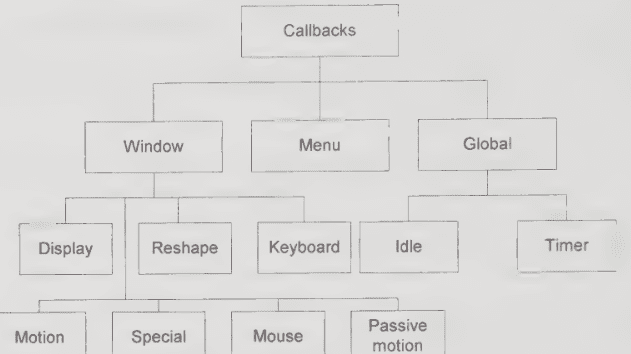 Callbacks
Window
Menu
Global
Display
Reshape
Keyboard
Idle
Timer
Motion
Special
Mouse
Passive
motion